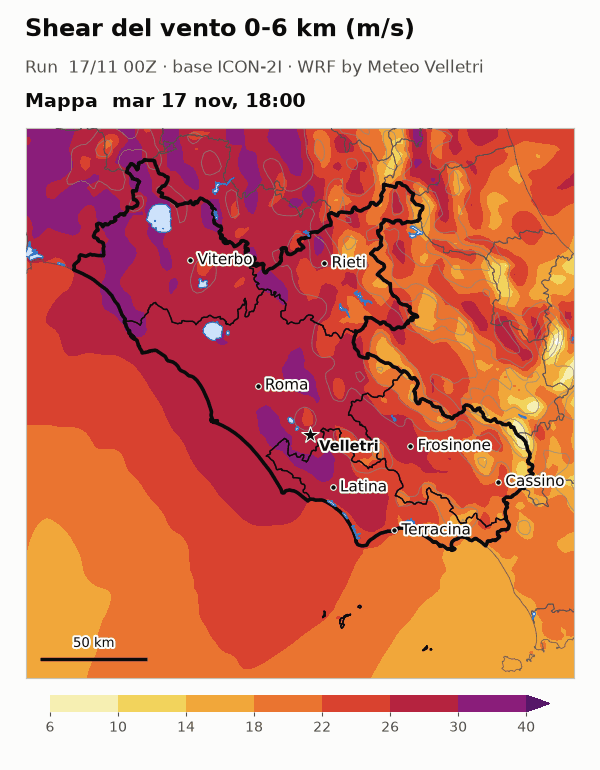 Shear del vento 0-6 km (m/s)
Run  17/11 00Z · base ICON-2I · WRF by Meteo Velletri
Mappa  mar 17 nov, 18:00
Viterbo
Rieti
Roma
Velletri
Frosinone
Cassino
Latina
Terracina
50 km
6 10 14 18 22 26 30 40